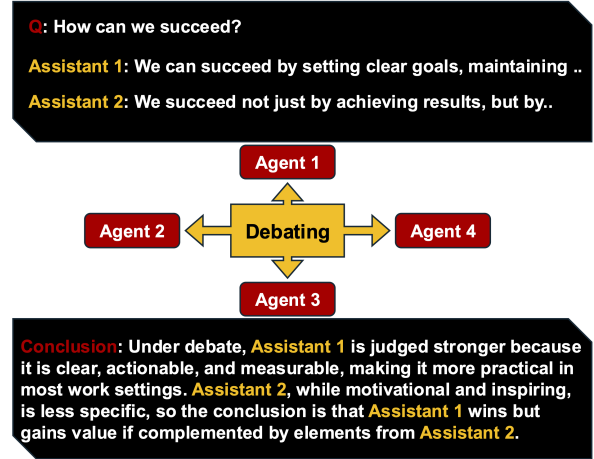 Q: How can we succeed?
Assistant 1: We can succeed by setting clear goals, maintaining ..
Assistant 2: We succeed not just by achieving results, but by..
Agent 1
Agent 2
Debating
Agent 4
Agent 3
Conclusion: Under debate, Assistant 1 is judged stronger because
it is clear, actionable, and measurable, making it more practical in
most work settings. Assistant 2, while motivational and inspiring,
is less specific, so the conclusion is that Assistant 1 wins but
gains value if complemented by elements from Assistant 2.